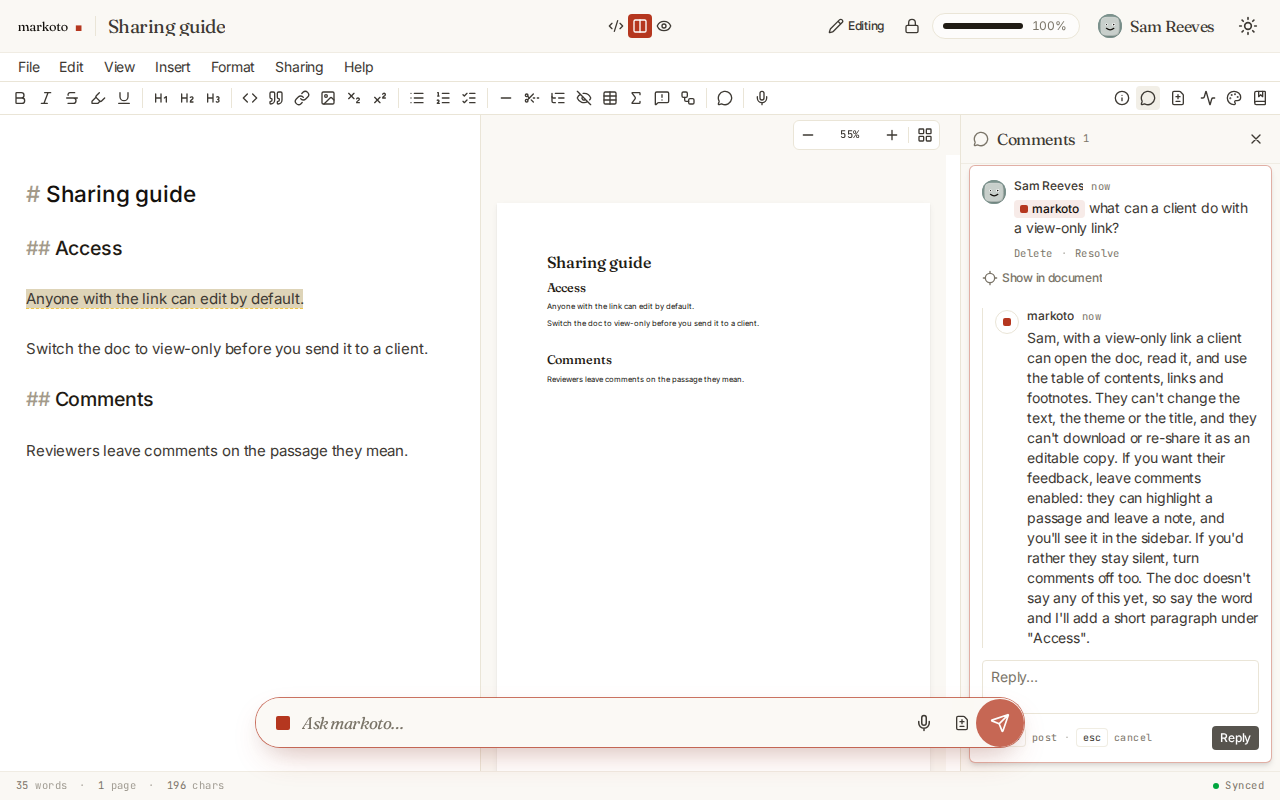 markoto
Sharing guide
Editing
100%
Sam Reeves
File Edit View Insert Format Sharing Help
H1 H2 H3
55%
Comments 1
# Sharing guide
## Access
Anyone with the link can edit by default.
Switch the doc to view-only before you send it to a client.
## Comments
Reviewers leave comments on the passage they mean.
Sharing guide
Access
Anyone with the link can edit by default.
Switch the doc to view-only before you send it to a client.
Comments
Reviewers leave comments on the passage they mean.
Sam Reeves now
markoto what can a client do with
a view-only link?
Delete · Resolve
Show in document
markoto now
Sam, with a view-only link a client
can open the doc, read it, and use
the table of contents, links and
footnotes. They can't change the
text, the theme or the title, and they
can't download or re-share it as an
editable copy. If you want their
feedback, leave comments
enabled: they can highlight a
passage and leave a note, and
you'll see it in the sidebar. If you'd
rather they stay silent, turn
comments off too. The doc doesn't
say any of this yet, so say the word
and I'll add a short paragraph under
"Access".
Reply...
post · esc cancel
Reply
Ask markoto...
35 words · 1 page · 196 chars
Synced